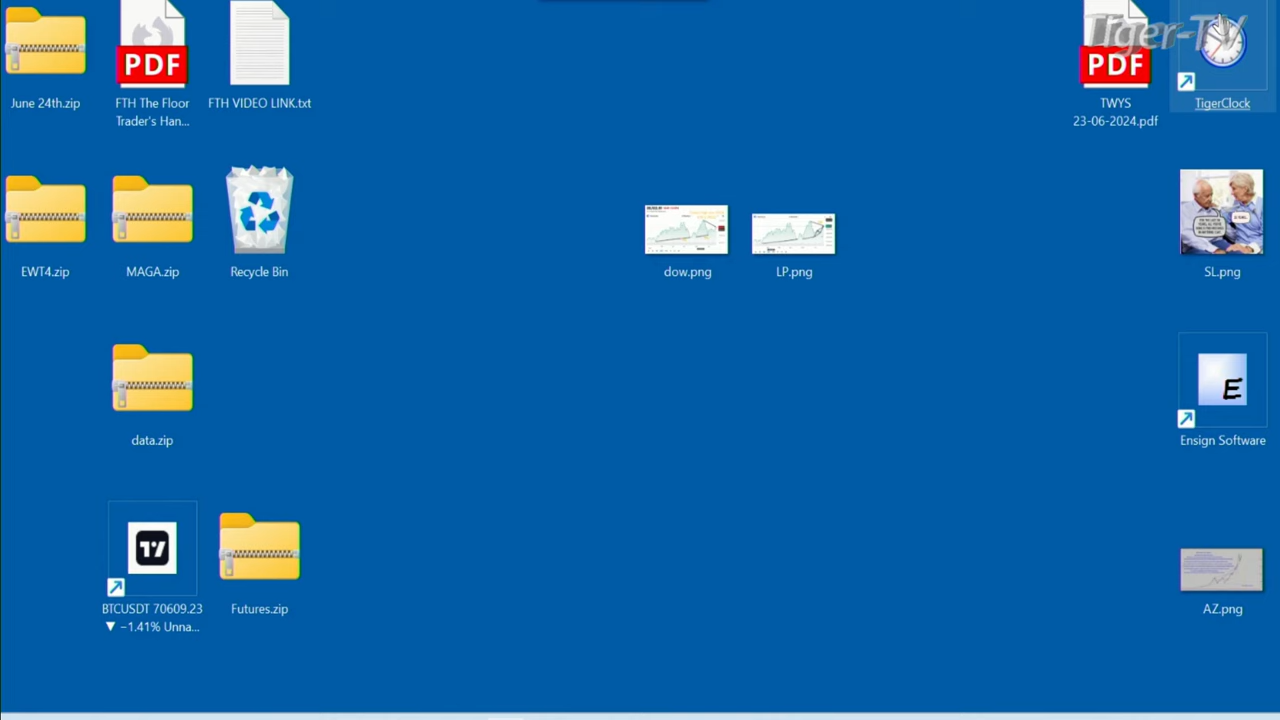 Tiger-TV
PDF
PDF
June 24th.zip
FTH The Floor
Trader's Han...
FTH VIDEO LINK.txt
TWYS
23-06-2024.pdf
TigerClock
EWT4.zip
MAGA.zip
Recycle Bin
dow.png
LP.png
SL.png
data.zip
E
Ensign Software
BTCUSDT 70609.23
▼ −1.41% Unna...
Futures.zip
AZ.png